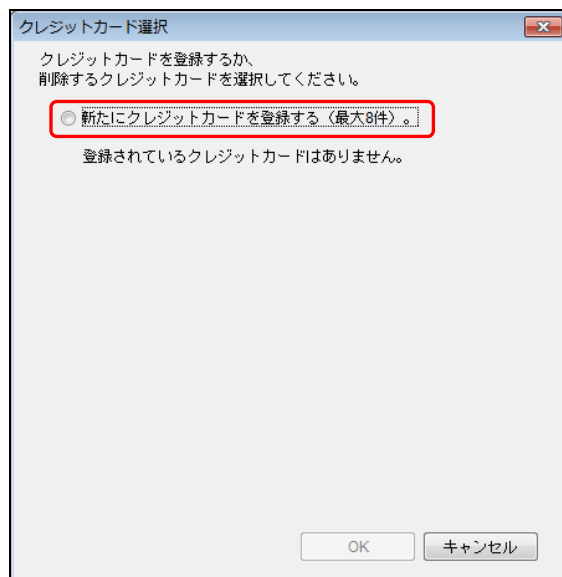 クレジットカード選択
クレジットカードを登録するか、
削除するクレジットカードを選択してください。
新たにクレジットカードを登録する（最大8件）。
登録されているクレジットカードはありません。
OK
キャンセル